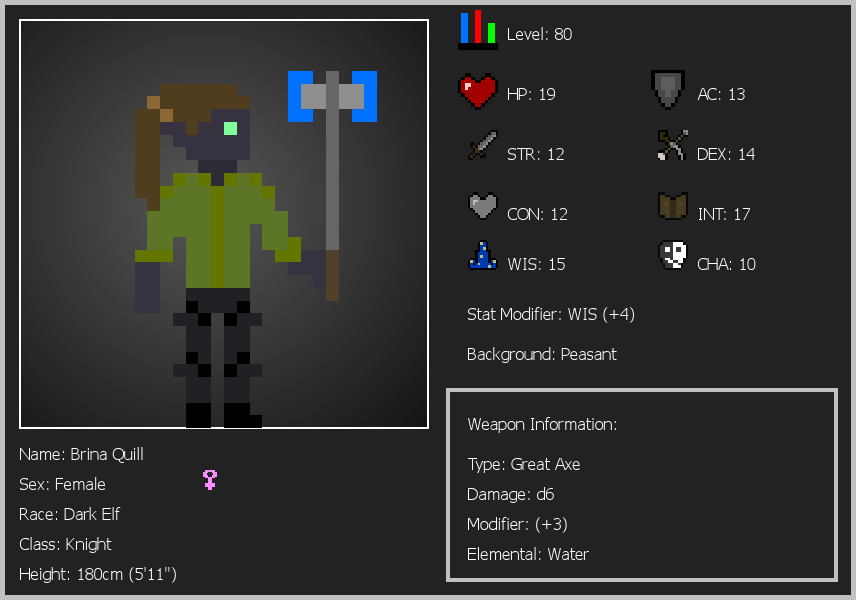 Level: 80
HP: 19
AC: 13
STR: 12
DEX: 14
CON: 12
INT: 17
WIS: 15
CHA: 10
Stat Modifier: WIS (+4)
Background: Peasant
Weapon Information:
Type: Great Axe
Damage: d6
Modifier: (+3)
Elemental: Water
Name: Brina Quill
Sex: Female
Race: Dark Elf
Class: Knight
Height: 180cm (5'11")